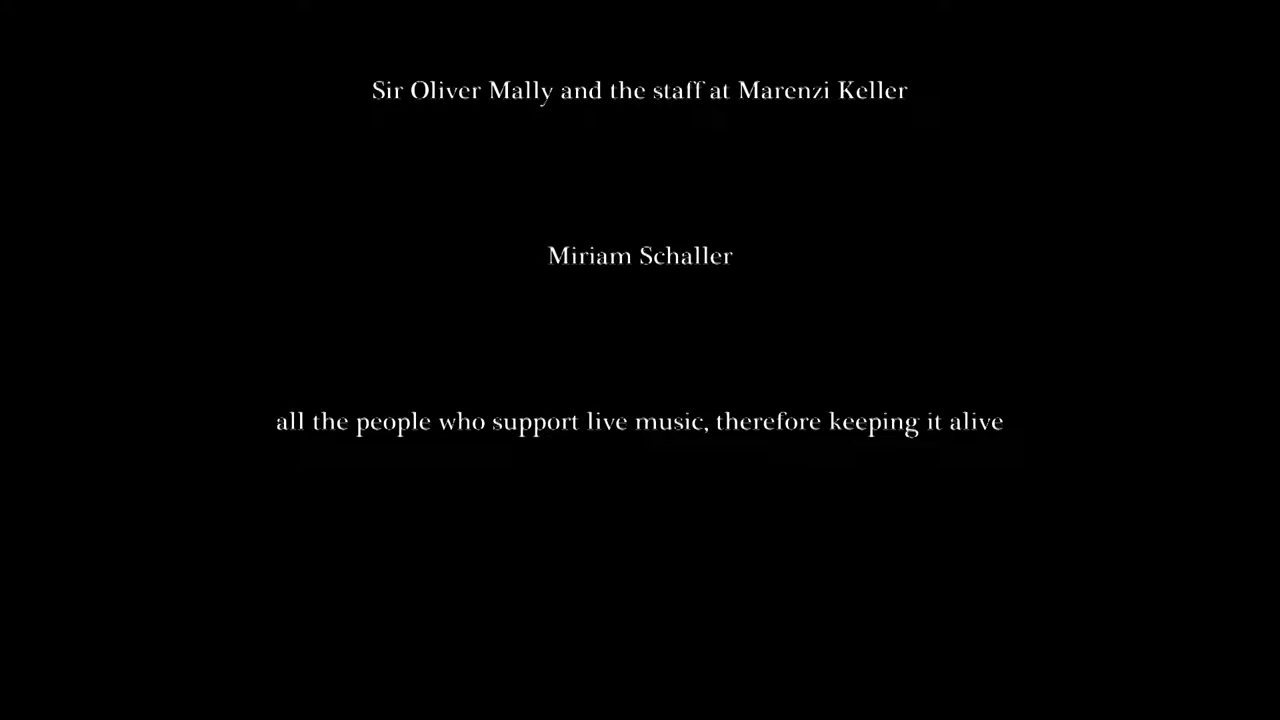 Sir Oliver Mally and the staff at Marenzi Keller
Miriam Schaller
all the people who support live music, therefore keeping it alive